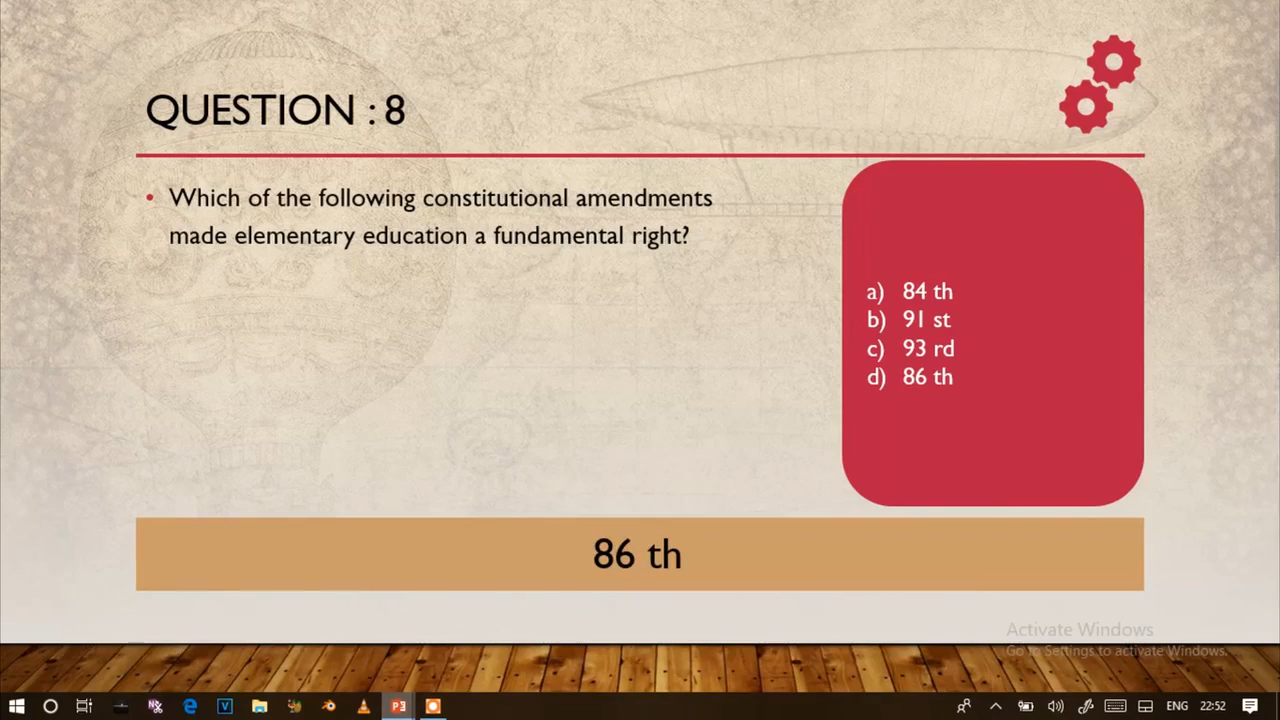 QUESTION : 8
• Which of the following constitutional amendments
made elementary education a fundamental right?
a) 84 th
b) 91 st
c) 93 rd
d) 86 th
86 th
Activate Windows
Go to Settings to activate Windows.
ENG 22:52